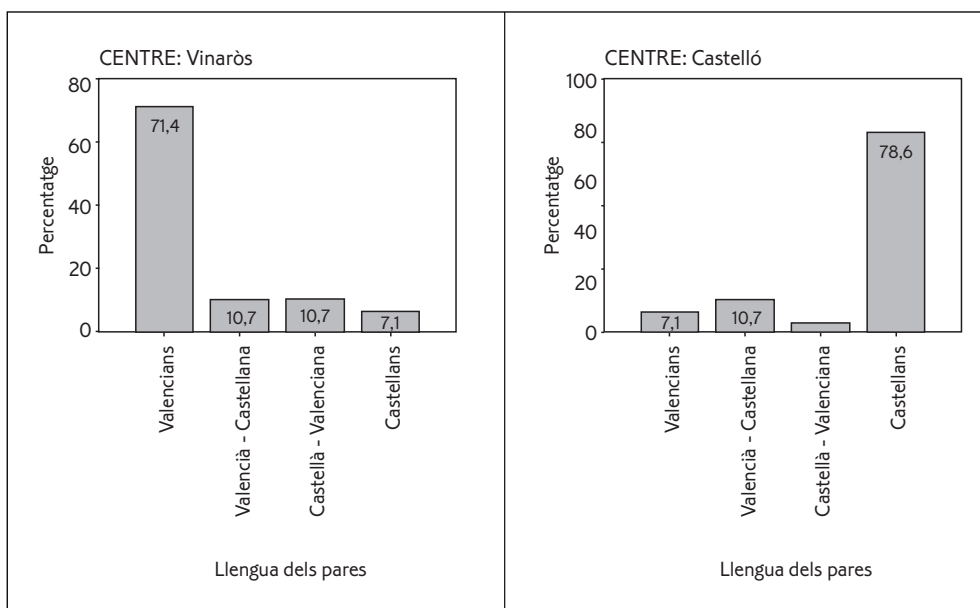 CENTRE: Vinaròs
80
60
40
20
0
Percentatge
71,4
10,7
10,7
7,1
Valencians
Valencià - Castellana
Castellà - Valenciana
Castellans
Llengua dels pares
CENTRE: Castelló
100
80
60
40
20
0
Percentatge
7,1
10,7
78,6
Valencians
Valencià - Castellana
Castellà - Valenciana
Castellans
Llengua dels pares